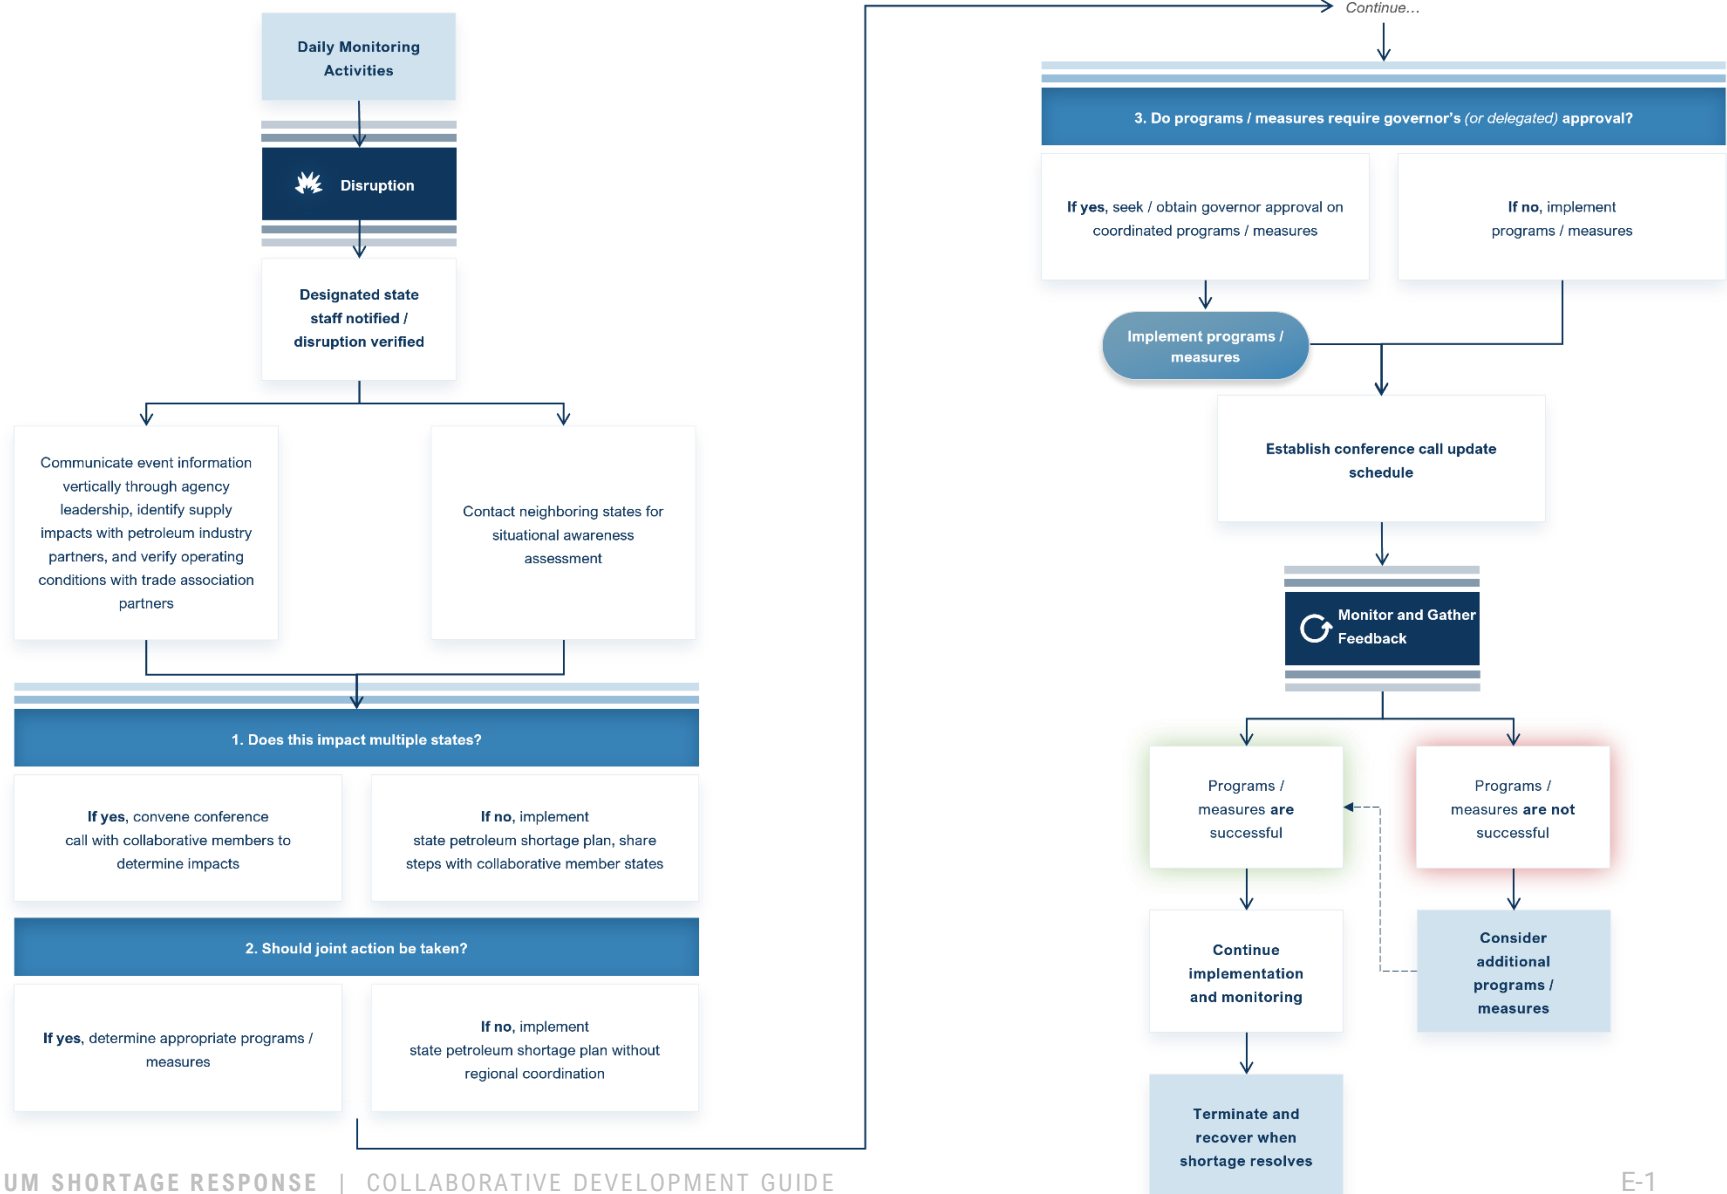 Daily Monitoring
Activities
Disruption
Designated state
staff notified /
disruption verified
Communicate event information
vertically through agency
leadership, identify supply
impacts with petroleum industry
partners, and verify operating
conditions with trade association
partners
Contact neighboring states for
situational awareness
assessment
1. Does this impact multiple states?
If yes, convene conference
call with collaborative members to
determine impacts
If no, implement
state petroleum shortage plan, share
steps with collaborative member states
2. Should joint action be taken?
If yes, determine appropriate programs /
measures
If no, implement
state petroleum shortage plan without
regional coordination
Continue…
3. Do programs / measures require governor's (or delegated) approval?
If yes, seek / obtain governor approval on
coordinated programs / measures
If no, implement
programs / measures
Implement programs /
measures
Establish conference call update
schedule
Monitor and Gather
Feedback
Programs /
measures are
successful
Programs /
measures are not
successful
Continue
implementation
and monitoring
Consider
additional
programs /
measures
Terminate and
recover when
shortage resolves
UM SHORTAGE RESPONSE | COLLABORATIVE DEVELOPMENT GUIDE
E-1